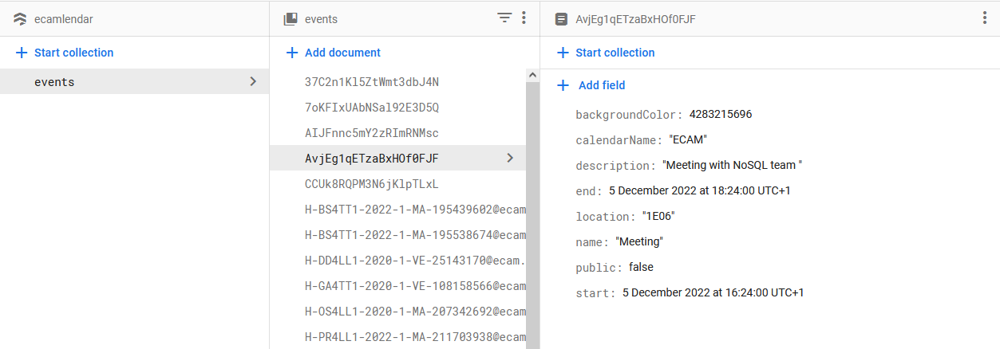 ecamlendar
Start collection
events
events
Add document
37C2n1Kl5ZtWmt3dbJ4N
7oKFIxUAbNSal92E3D5Q
AIJFnnc5mY2zRImRNMsc
AvjEg1qETzaBxHOf0FJF
CCUk8RQPM3N6jKlpTLxL
H-BS4TT1-2022-1-MA-195439602@ecam
H-BS4TT1-2022-1-MA-195538674@ecam
H-DD4LL1-2020-1-VE-25143170@ecam.
H-GA4TT1-2020-1-VE-108158566@ecam
H-OS4LL1-2020-1-MA-207342692@ecam
H-PR4LL1-2022-1-MA-211703938@ecam
AvjEg1qETzaBxHOf0FJF
Start collection
Add field
backgroundColor: 4283215696
calendarName: "ECAM"
description: "Meeting with NoSQL team "
end: 5 December 2022 at 18:24:00 UTC+1
location: "1E06"
name: "Meeting"
public: false
start: 5 December 2022 at 16:24:00 UTC+1